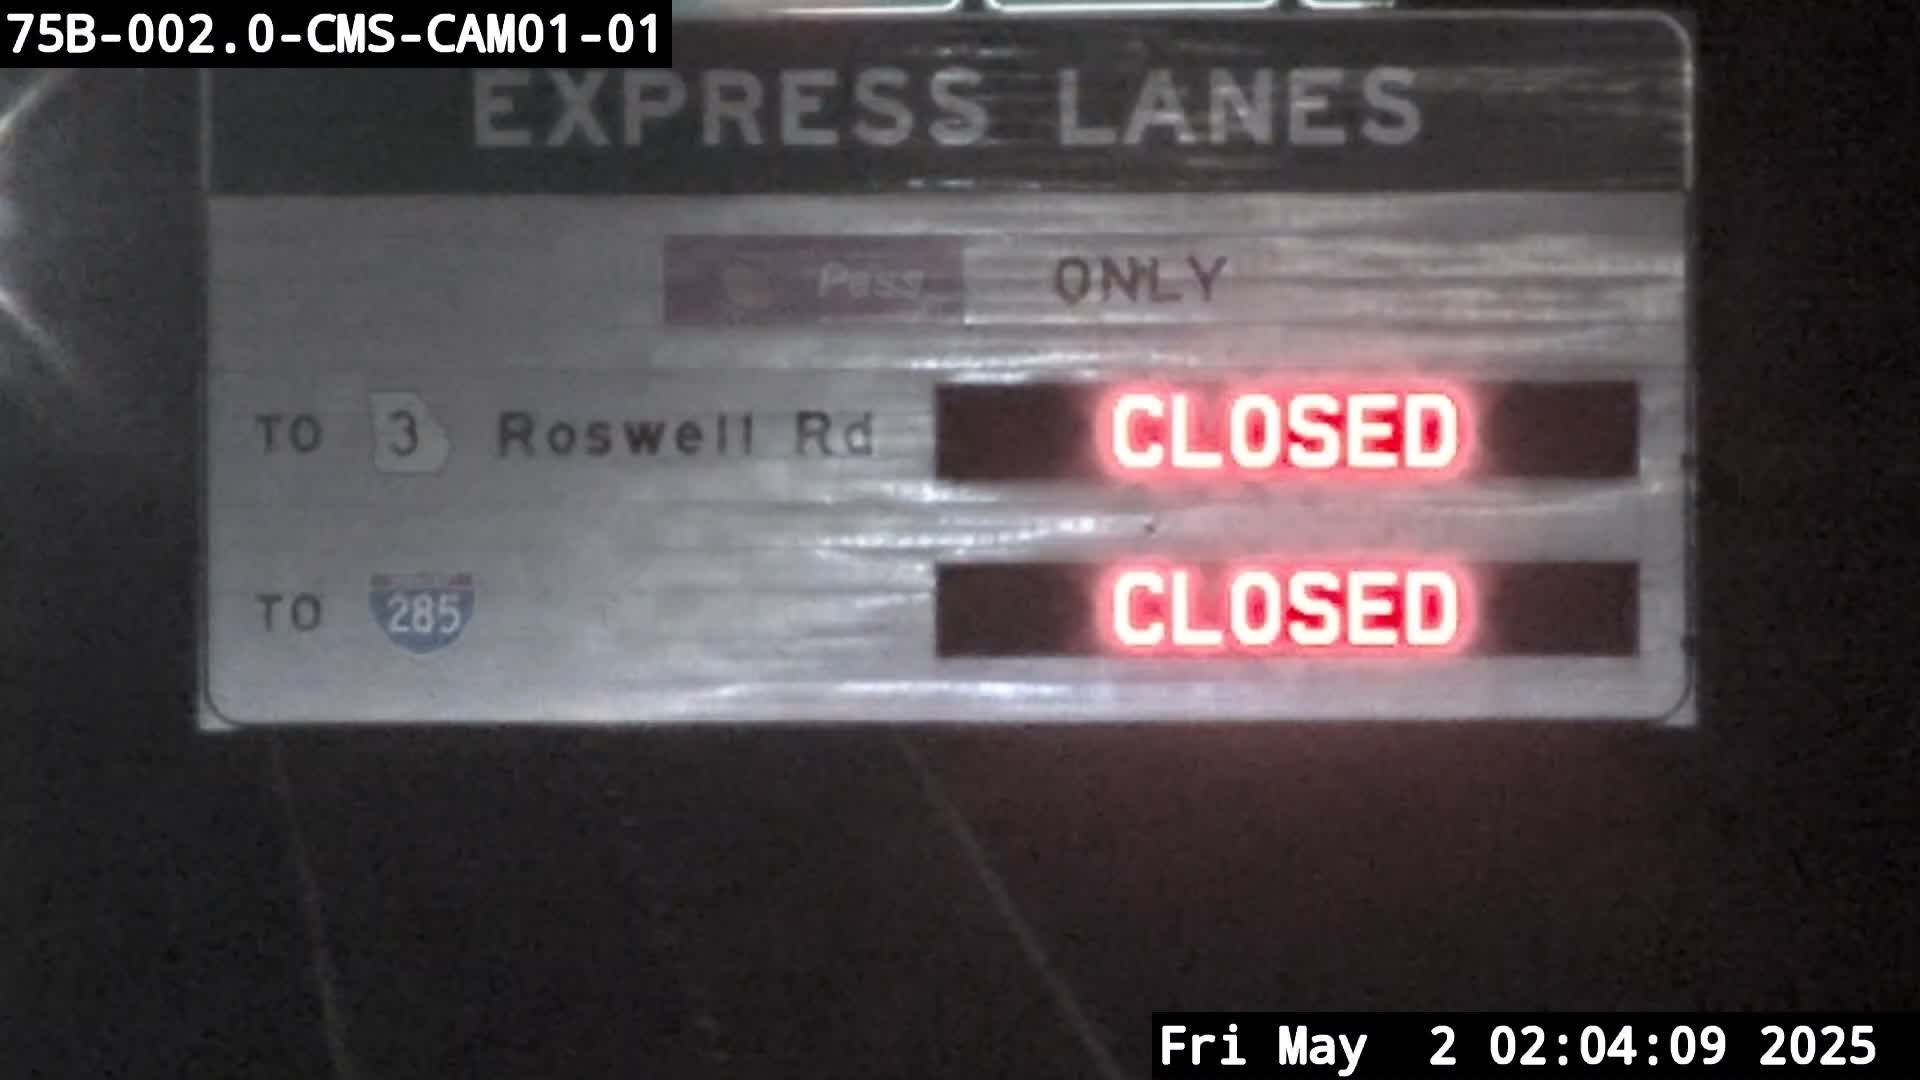 75B-002.0-CMS-CAM01-01
EXPRESS LANES
Pass ONLY
TO 3 Roswell Rd CLOSED
TO 285 CLOSED
Fri May 2 02:04:09 2025